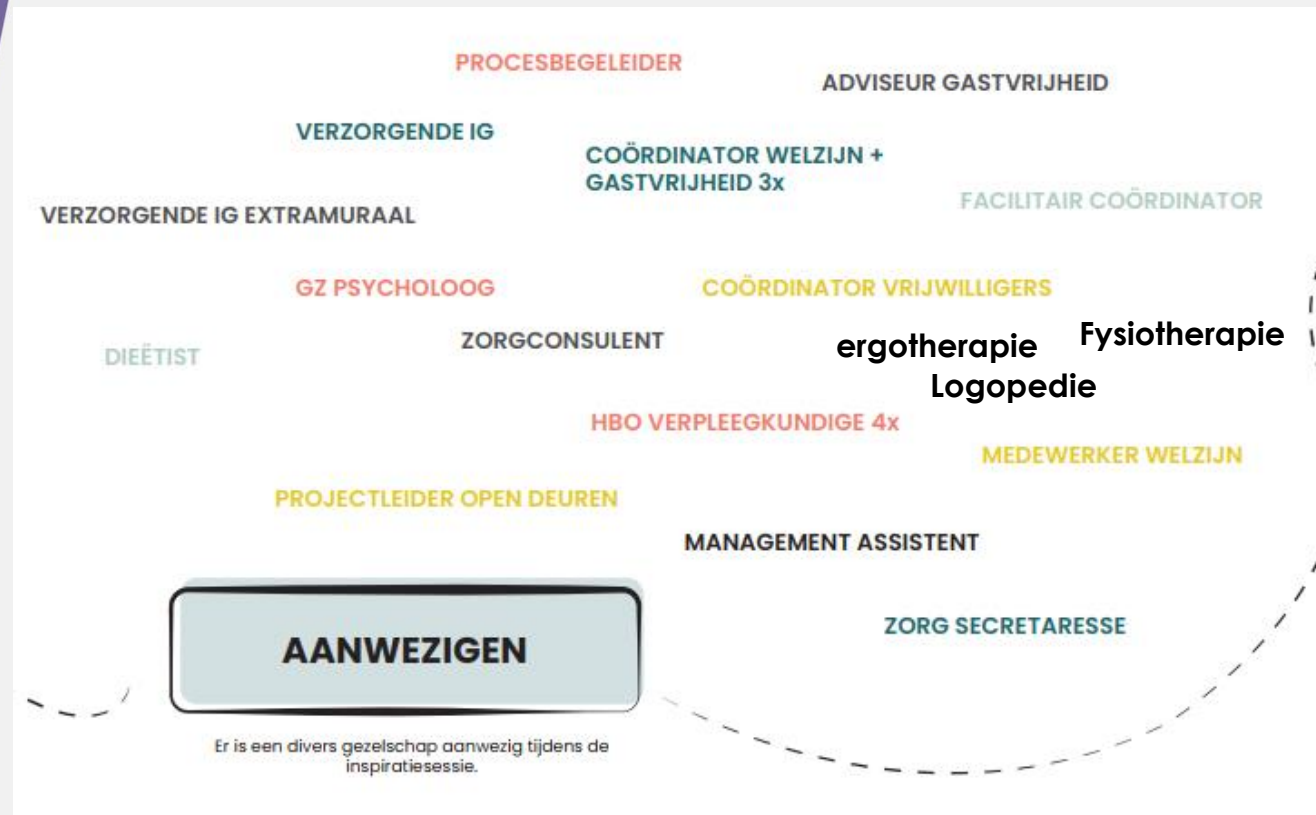 PROCESBEGELEIDER
ADVISEUR GASTVRIJHEID
VERZORGENDE IG
COÖRDINATOR WELZIJN +
GASTVRIJHEID 3x
FACILITAIR COÖRDINATOR
VERZORGENDE IG EXTRAMURAAL
GZ PSYCHOLOOG
COÖRDINATOR VRIJWILLIGERS
DIEËTIST
ZORGCONSULENT
ergotherapie
Fysiotherapie
Logopedie
HBO VERPLEEGKUNDIGE 4x
MEDEWERKER WELZIJN
PROJECTLEIDER OPEN DEUREN
MANAGEMENT ASSISTENT
ZORG SECRETARESSE
AANWEZIGEN
Er is een divers gezelschap aanwezig tijdens de
inspiratiesessie.